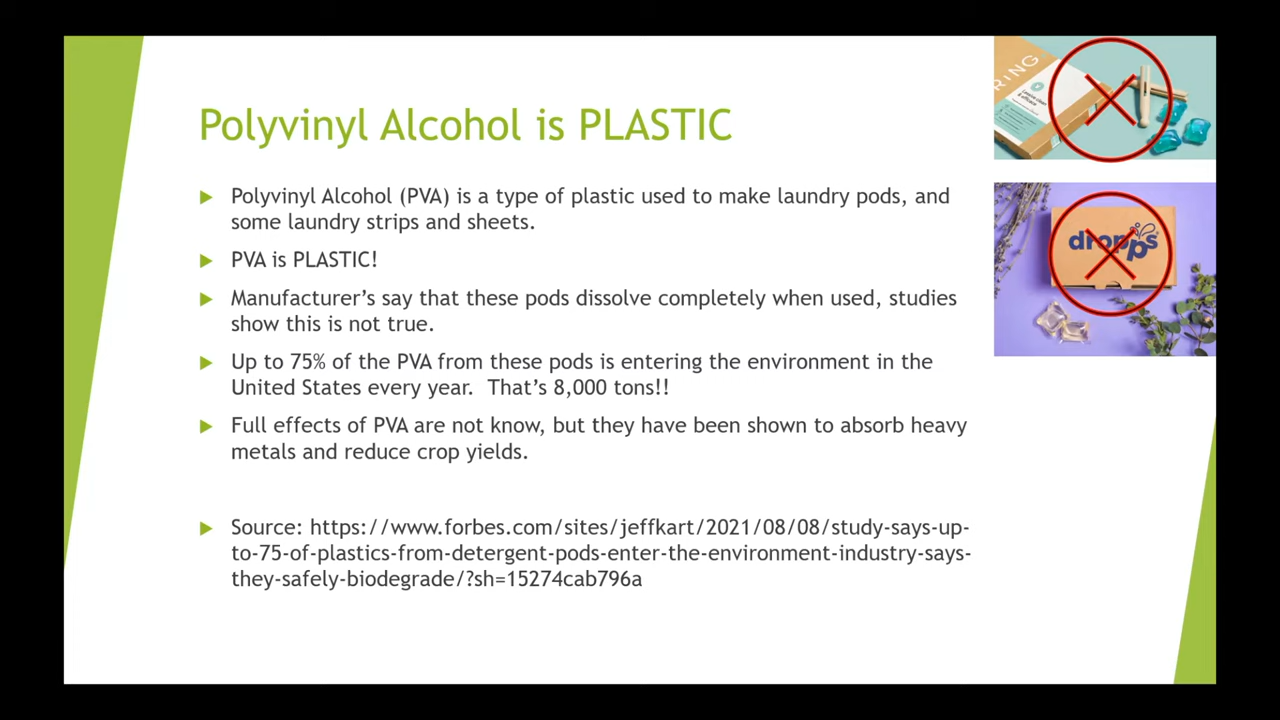 Polyvinyl Alcohol is PLASTIC
Polyvinyl Alcohol (PVA) is a type of plastic used to make laundry pods, and
some laundry strips and sheets.
PVA is PLASTIC!
Manufacturer’s say that these pods dissolve completely when used, studies
show this is not true.
Up to 75% of the PVA from these pods is entering the environment in the
United States every year.  That’s 8,000 tons!!
Full effects of PVA are not know, but they have been shown to absorb heavy
metals and reduce crop yields.
Source: https://www.forbes.com/sites/jeffkart/2021/08/08/study-says-up-
to-75-of-plastics-from-detergent-pods-enter-the-environment-industry-says-
they-safely-biodegrade/?sh=15274cab796a
RING
dropps